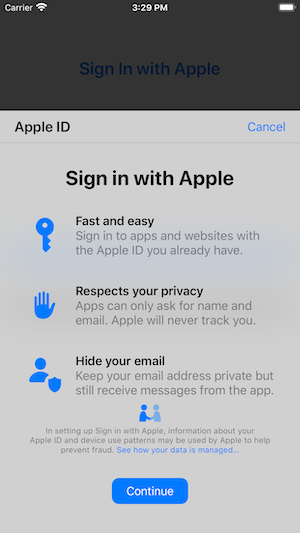 Carrier 3:29 PM
Sign In with Apple
Apple ID Cancel
Sign in with Apple
Fast and easy
Sign in to apps and websites with
the Apple ID you already have.
Respects your privacy
Apps can only ask for name and
email. Apple will never track you.
Hide your email
Keep your email address private but
still receive messages from the app.
In setting up Sign in with Apple, information about your
Apple ID and device use patterns may be used by Apple to help
prevent fraud. See how your data is managed...
Continue